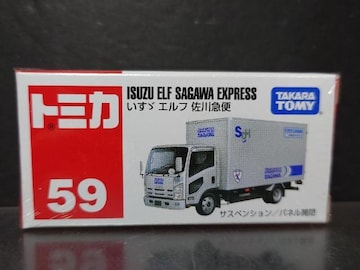 トミカ
59
ISUZU ELF SAGAWA EXPRESS
いすゞ エルフ 佐川急便
TAKARA
TOMY
SGH
サスペンション／パネル開閉